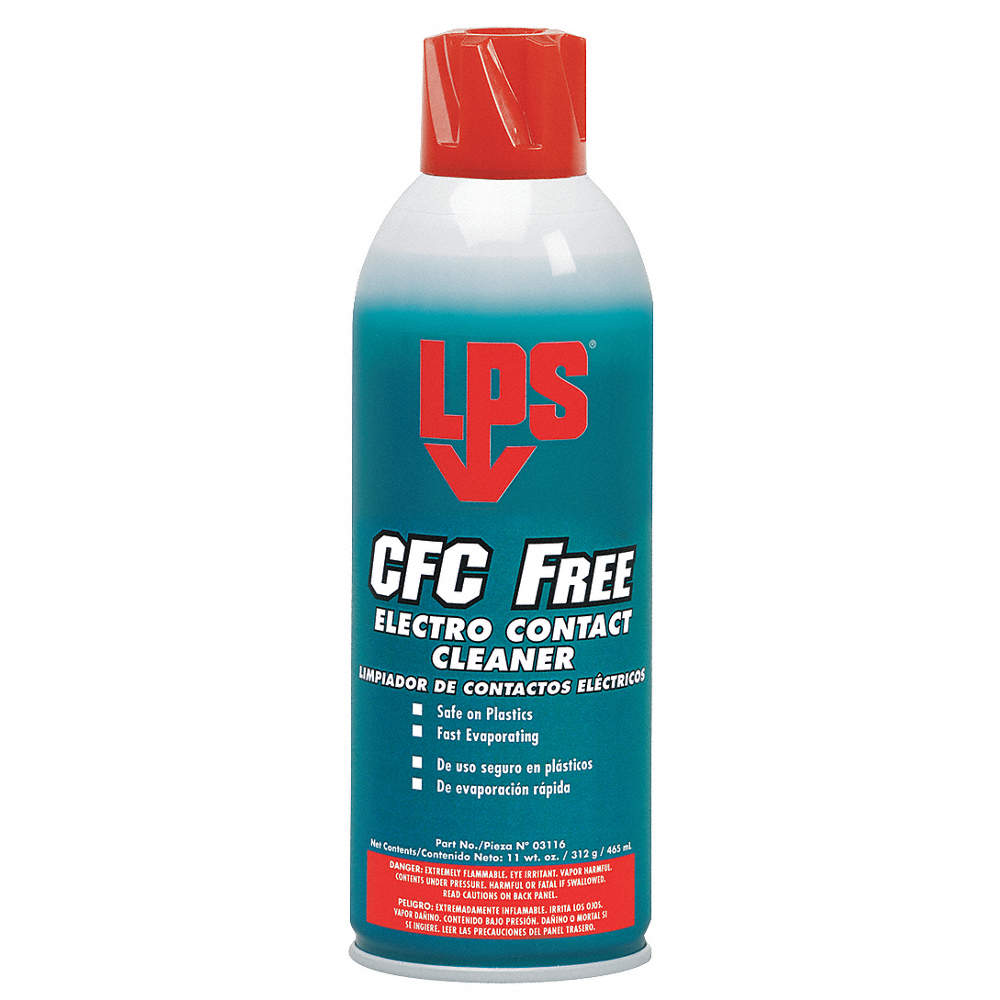 LPS®
CFC FREE
ELECTRO CONTACT
CLEANER
LIMPIADOR DE CONTACTOS ELÉCTRICOS
Safe on Plastics
Fast Evaporating
De uso seguro en plásticos
De evaporación rápida
Part No./Pieza Nº 03116
Net Contents/Contenido Neto: 11 wt. oz. / 312 g / 465 mL
DANGER: EXTREMELY FLAMMABLE. EYE IRRITANT. VAPOR HARMFUL.
CONTENTS UNDER PRESSURE. HARMFUL OR FATAL IF SWALLOWED.
READ CAUTIONS ON BACK PANEL.
PELIGRO: EXTREMADAMENTE INFLAMABLE. IRRITA LOS OJOS.
VAPOR DAÑINO. CONTENIDO BAJO PRESIÓN. DAÑINO O MORTAL SI
SE INGIERE. LEER LAS PRECAUCIONES DEL PANEL TRASERO.